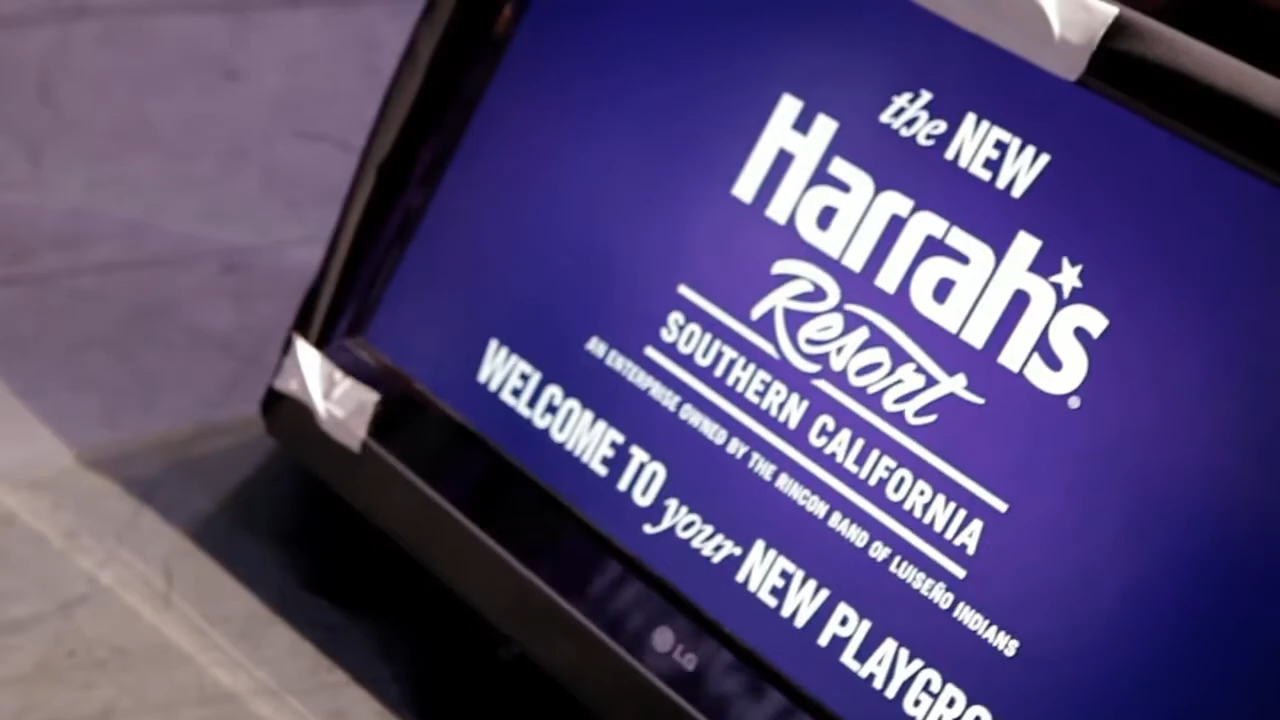 the NEW
Harrah's
Resort
SOUTHERN CALIFORNIA
AN ENTERPRISE OWNED BY THE RINCON BAND OF LUISEÑO INDIANS
WELCOME TO your NEW PLAYGRO
LG